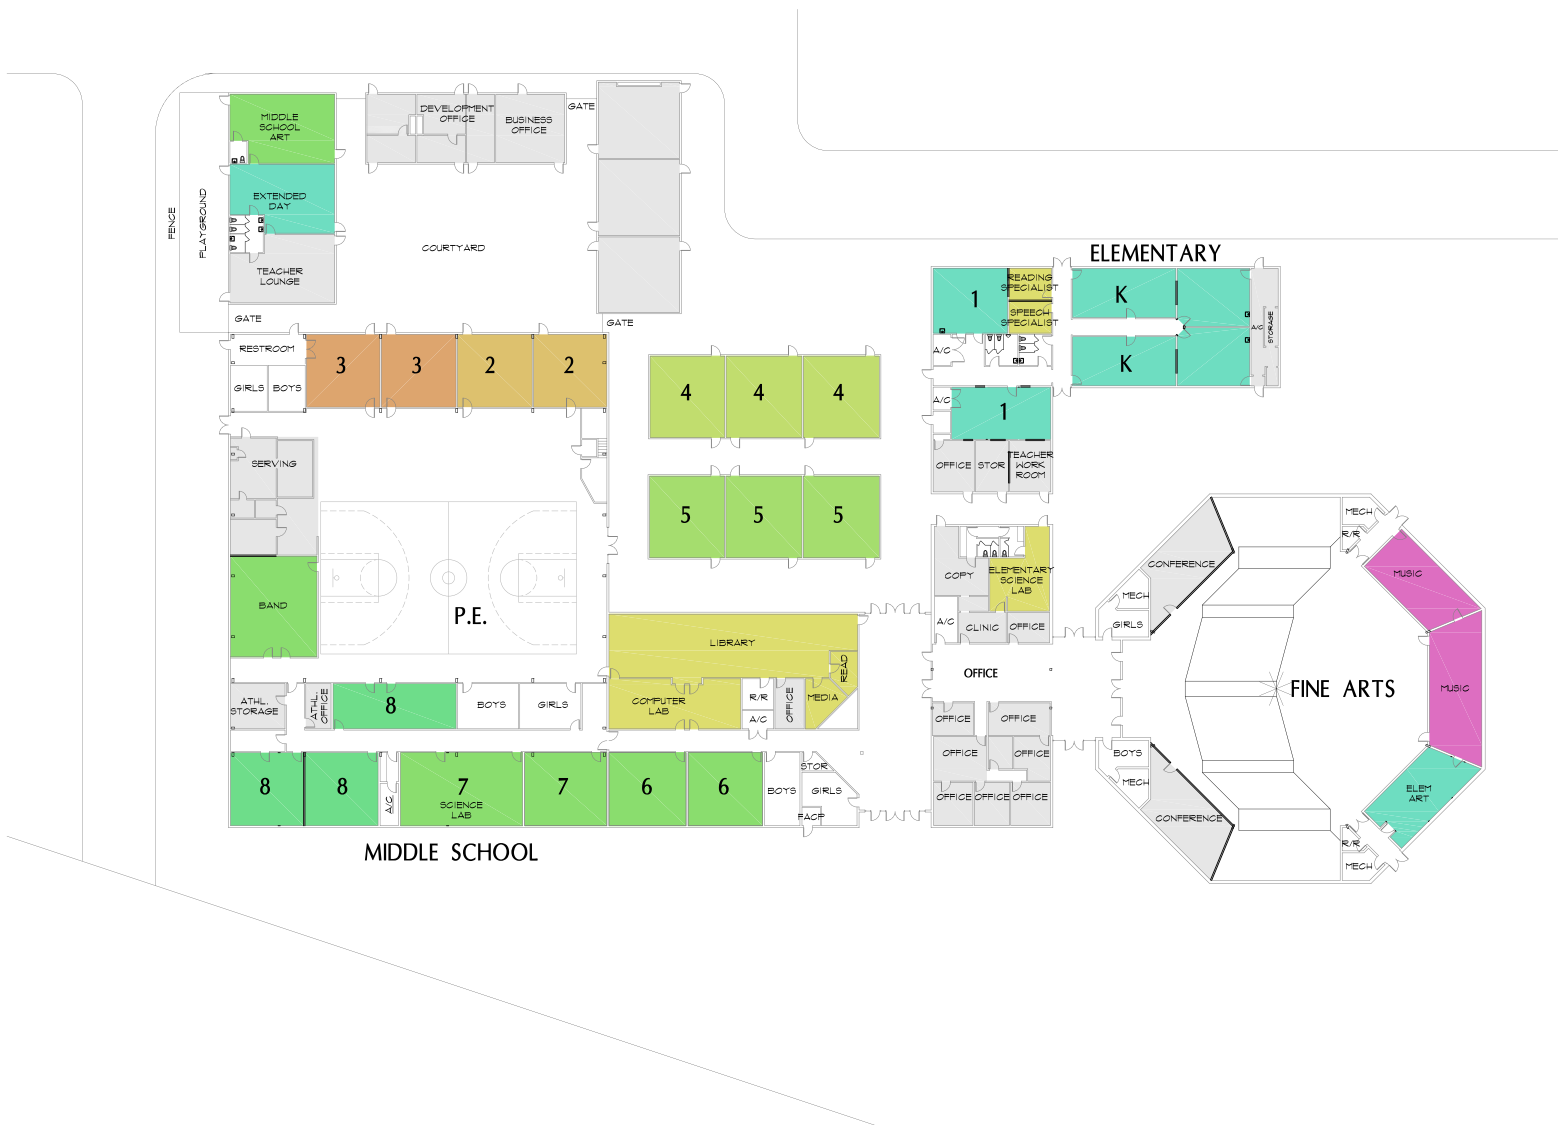 MIDDLE
SCHOOL
ART
DEVELOPMENT
OFFICE
BUSINESS
OFFICE
GATE
EXTENDED
DAY
FENCE
PLAYGROUND
COURTYARD
TEACHER
LOUNGE
GATE
GATE
ELEMENTARY
1
READING
SPECIALIST
SPEECH
SPECIALIST
K
K
A/C
STORAGE
A/C
RESTROOM
GIRLS
BOYS
3
3
2
2
4
4
4
A/C
1
OFFICE
STOR
TEACHER
WORK
ROOM
SERVING
5
5
5
BAND
P.E.
COPY
ELEMENTARY
SCIENCE
LAB
A/C
CLINIC
OFFICE
MECH
R/R
CONFERENCE
MUSIC
MECH
GIRLS
LIBRARY
READ
OFFICE
FINE ARTS
MUSIC
ATHL.
STORAGE
ATHL.
OFFICE
8
BOYS
GIRLS
COMPUTER
LAB
R/R
A/C
OFFICE
MEDIA
OFFICE
OFFICE
OFFICE
OFFICE
OFFICE
OFFICE
OFFICE
BOYS
MECH
CONFERENCE
ELEM
ART
R/R
MECH
8
8
A/C
7
SCIENCE
LAB
7
6
6
BOYS
STOR
GIRLS
FACP
MIDDLE SCHOOL